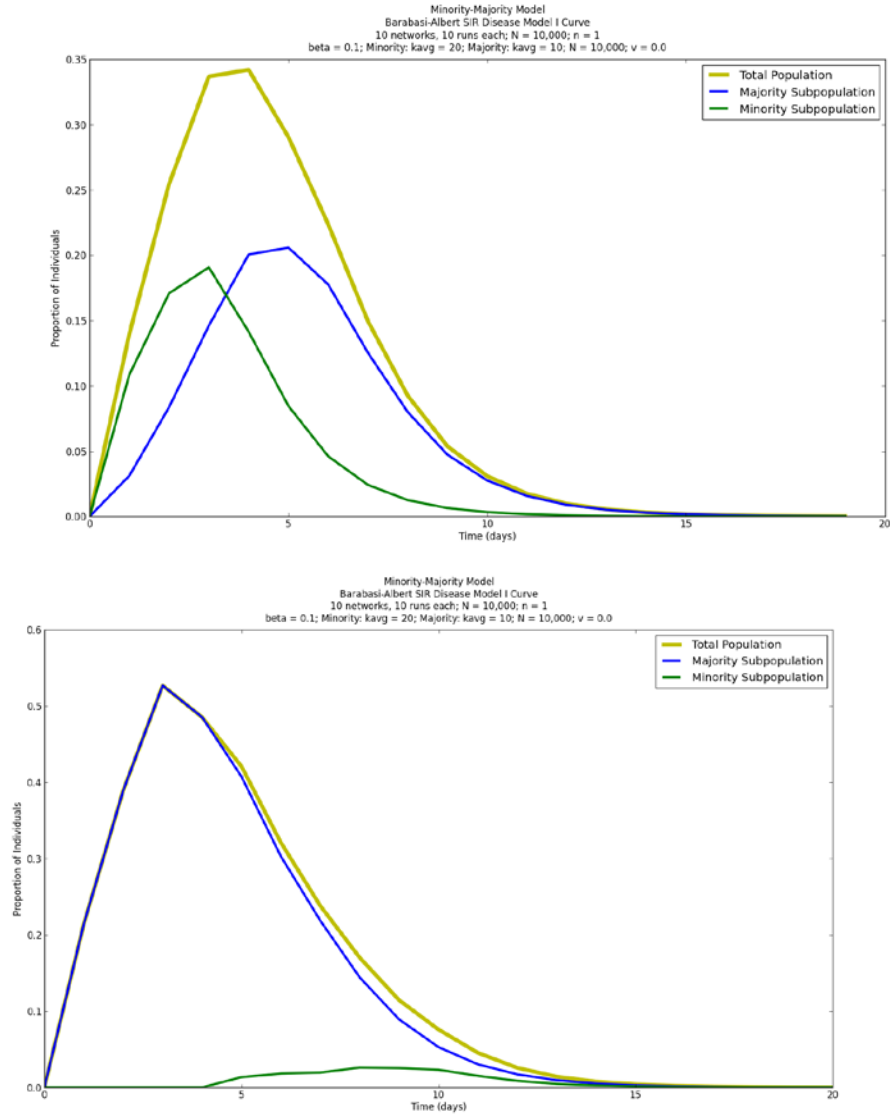 Minority-Majority Model
Barabasi-Albert SIR Disease Model I Curve
10 networks, 10 runs each; N = 10,000; n = 1
beta = 0.1; Minority: kavg = 20; Majority: kavg = 10; N = 10,000; v = 0.0
0.35
0.30
0.25
0.20
0.15
0.10
0.05
0.00
Proportion of Individuals
Total Population
Majority Subpopulation
Minority Subpopulation
0 5 10 15 20
Time (days)
Minority-Majority Model
Barabasi-Albert SIR Disease Model I Curve
10 networks, 10 runs each; N = 10,000; n = 1
beta = 0.1; Minority: kavg = 20; Majority: kavg = 10; N = 10,000; v = 0.0
0.6
0.5
0.4
0.3
0.2
0.1
0.0
Proportion of Individuals
Total Population
Majority Subpopulation
Minority Subpopulation
0 5 10 15 20
Time (days)